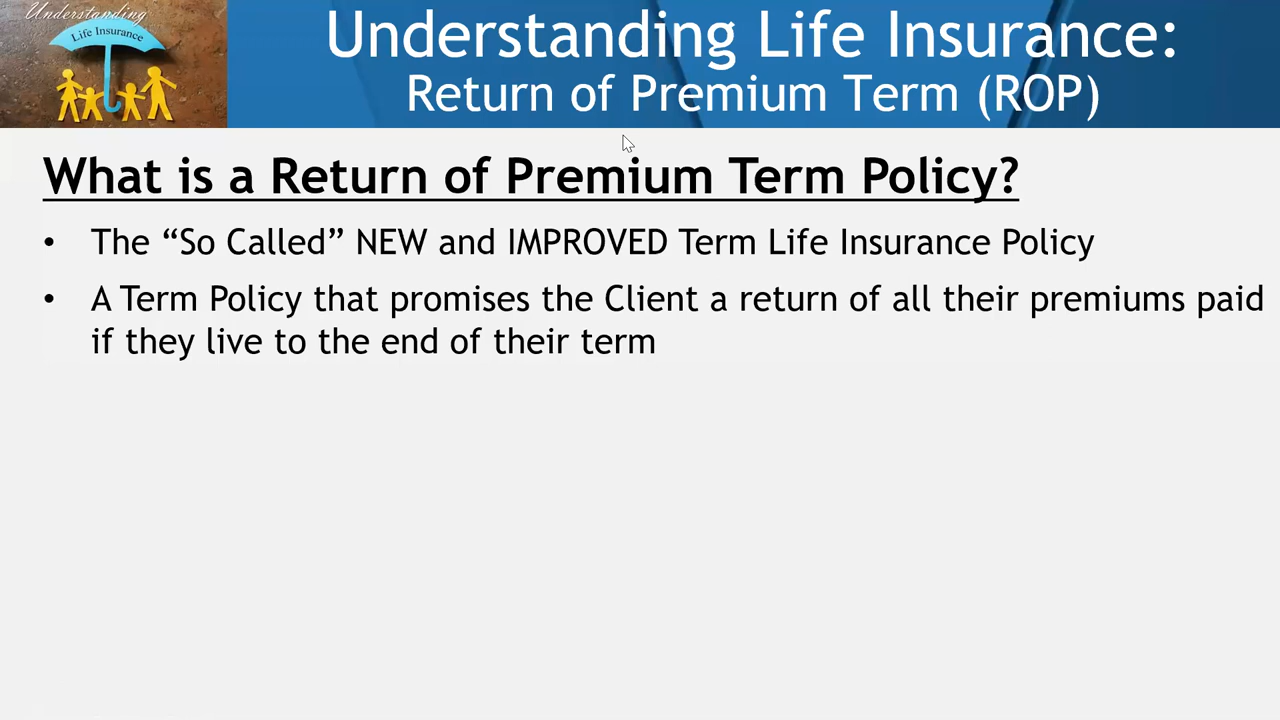 Understanding
Life Insurance
Understanding Life Insurance:
Return of Premium Term (ROP)
What is a Return of Premium Term Policy?
• The “So Called” NEW and IMPROVED Term Life Insurance Policy
• A Term Policy that promises the Client a return of all their premiums paid
if they live to the end of their term